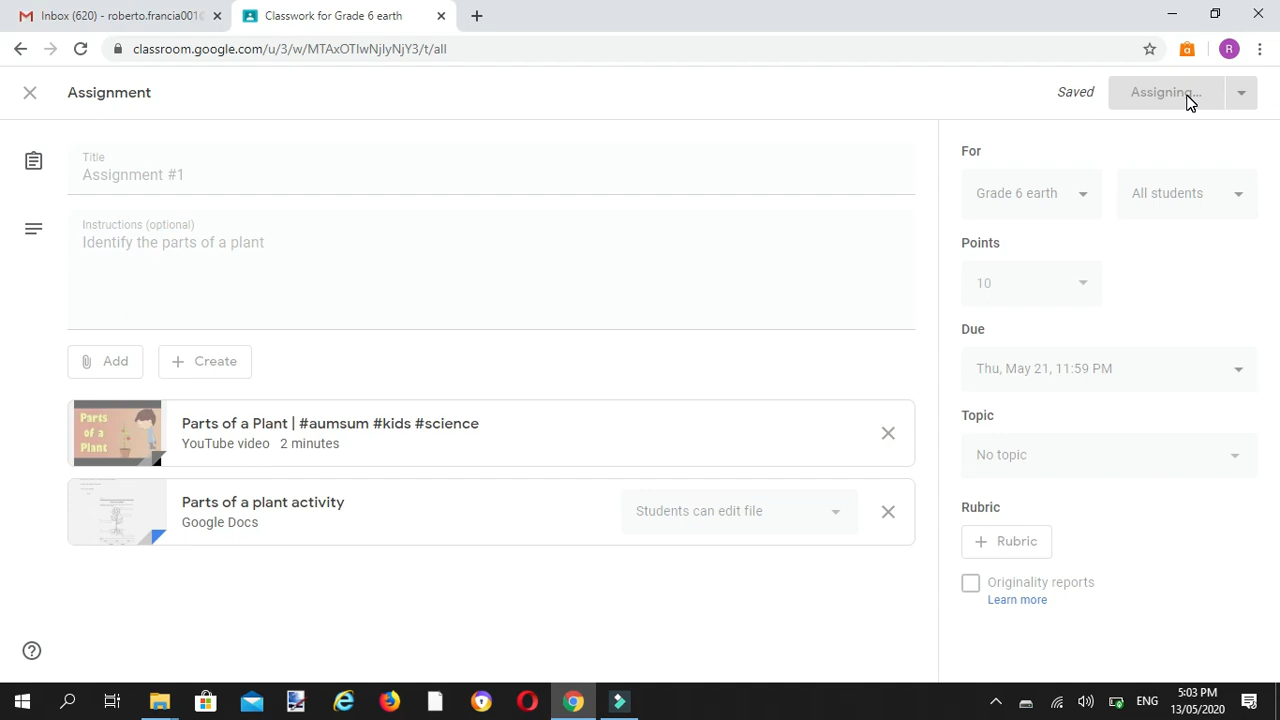 Inbox (620) - roberto.francia001@
Classwork for Grade 6 earth
classroom.google.com/u/3/w/MTAxOTIwNjIyNjY3/t/all
R
Assignment
Saved
Assigning...
Title
Assignment #1
Instructions (optional)
Identify the parts of a plant
Add
Create
Parts of a Plant
Parts of a Plant | #aumsum #kids #science
YouTube video 2 minutes
Parts of a plant activity
Google Docs
Students can edit file
For
Grade 6 earth
All students
Points
10
Due
Thu, May 21, 11:59 PM
Topic
No topic
Rubric
Rubric
Originality reports
Learn more
ENG
5:03 PM
13/05/2020